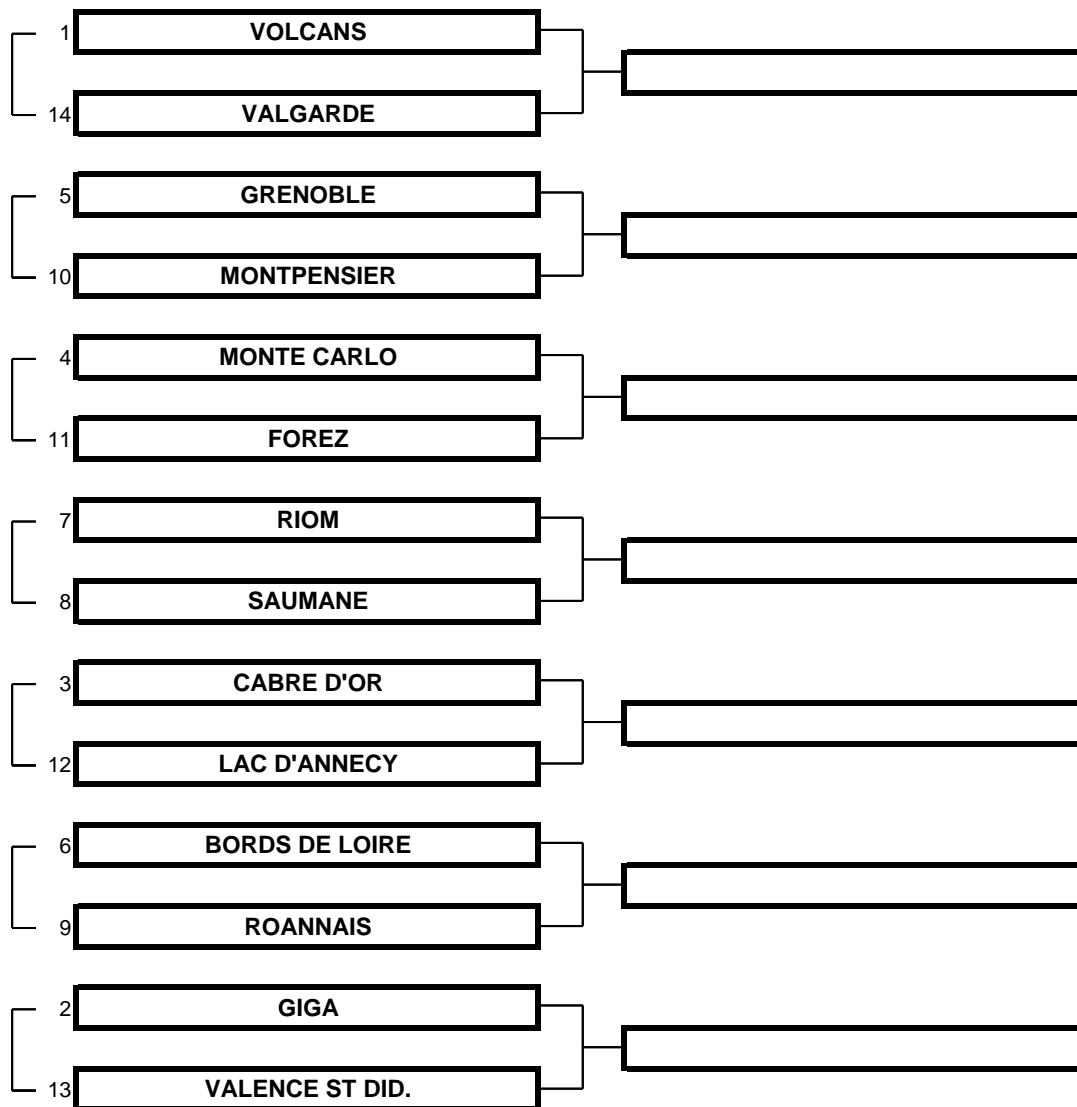 1 VOLCANS
14 VALGARDE
5 GRENOBLE
10 MONTPENSIER
4 MONTE CARLO
11 FOREZ
7 RIOM
8 SAUMANE
3 CABRE D'OR
12 LAC D'ANNECY
6 BORDS DE LOIRE
9 ROANNAIS
2 GIGA
13 VALENCE ST DID.